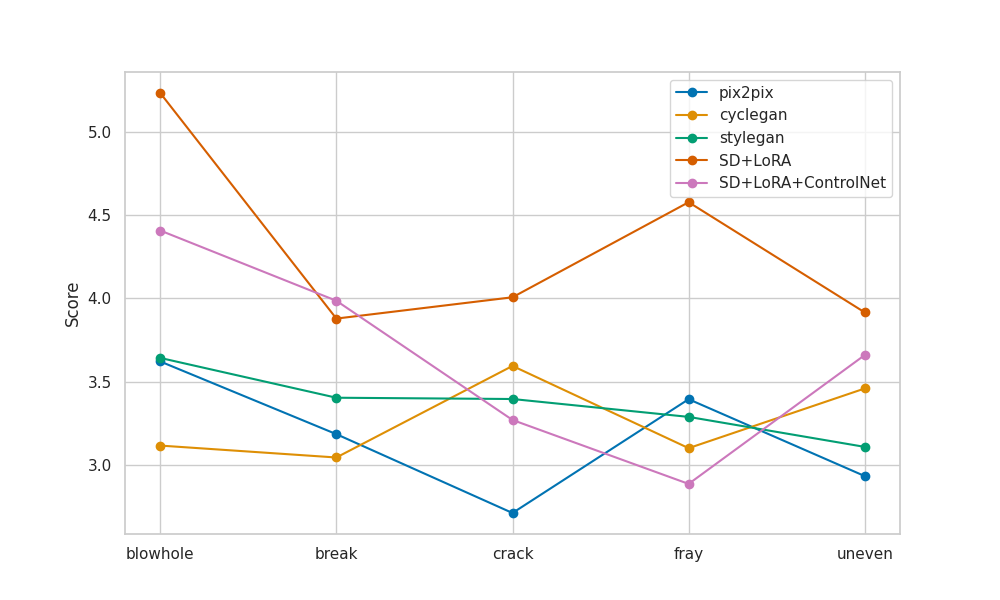 pix2pix
cyclegan
stylegan
SD+LoRA
SD+LoRA+ControlNet
5.0
4.5
4.0
3.5
3.0
Score
blowhole break crack fray uneven